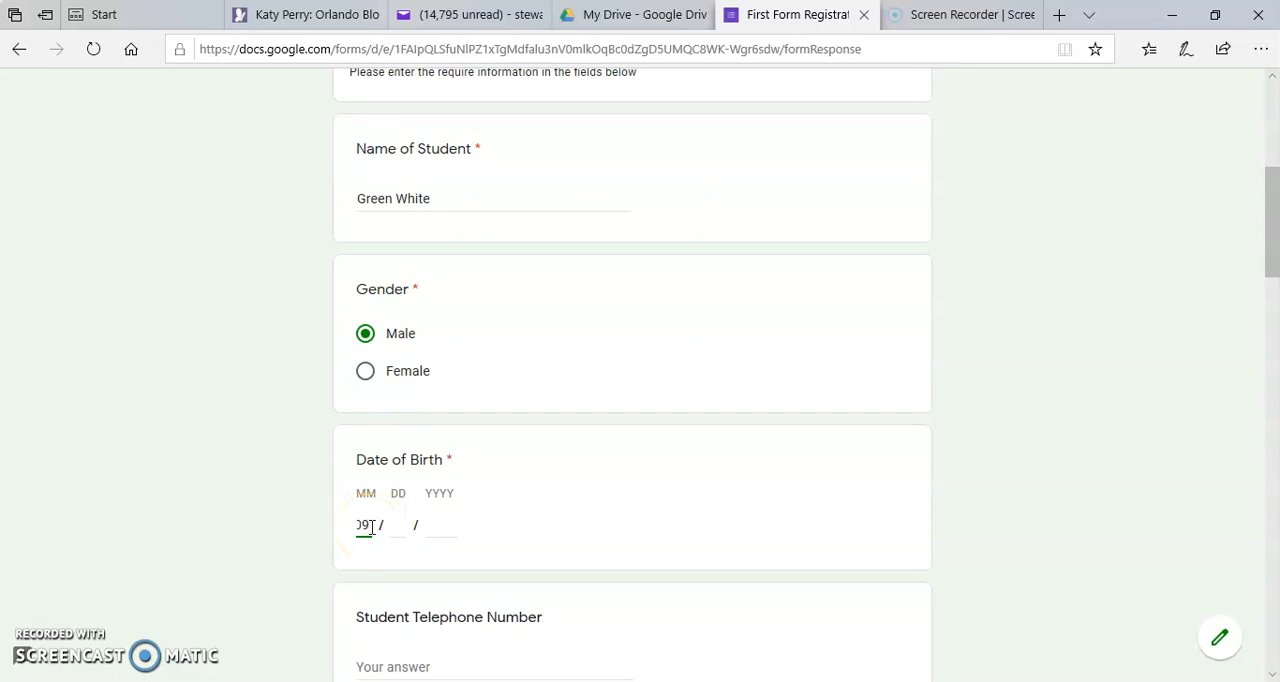 Start
Katy Perry: Orlando Blo
(14,795 unread) - stewa
My Drive - Google Driv
First Form Registrat
Screen Recorder | Scree
https://docs.google.com/forms/d/e/1FAIpQLSfuNlPZ1xTgMdfalu3nV0mlkOqBc0dZgD5UMQC8WK-Wgr6sdw/formResponse
Please enter the require information in the fields below
Name of Student *
Green White
Gender *
Male
Female
Date of Birth *
MM DD YYYY
09 / /
Student Telephone Number
Your answer
RECORDED WITH
SCREENCAST MATIC